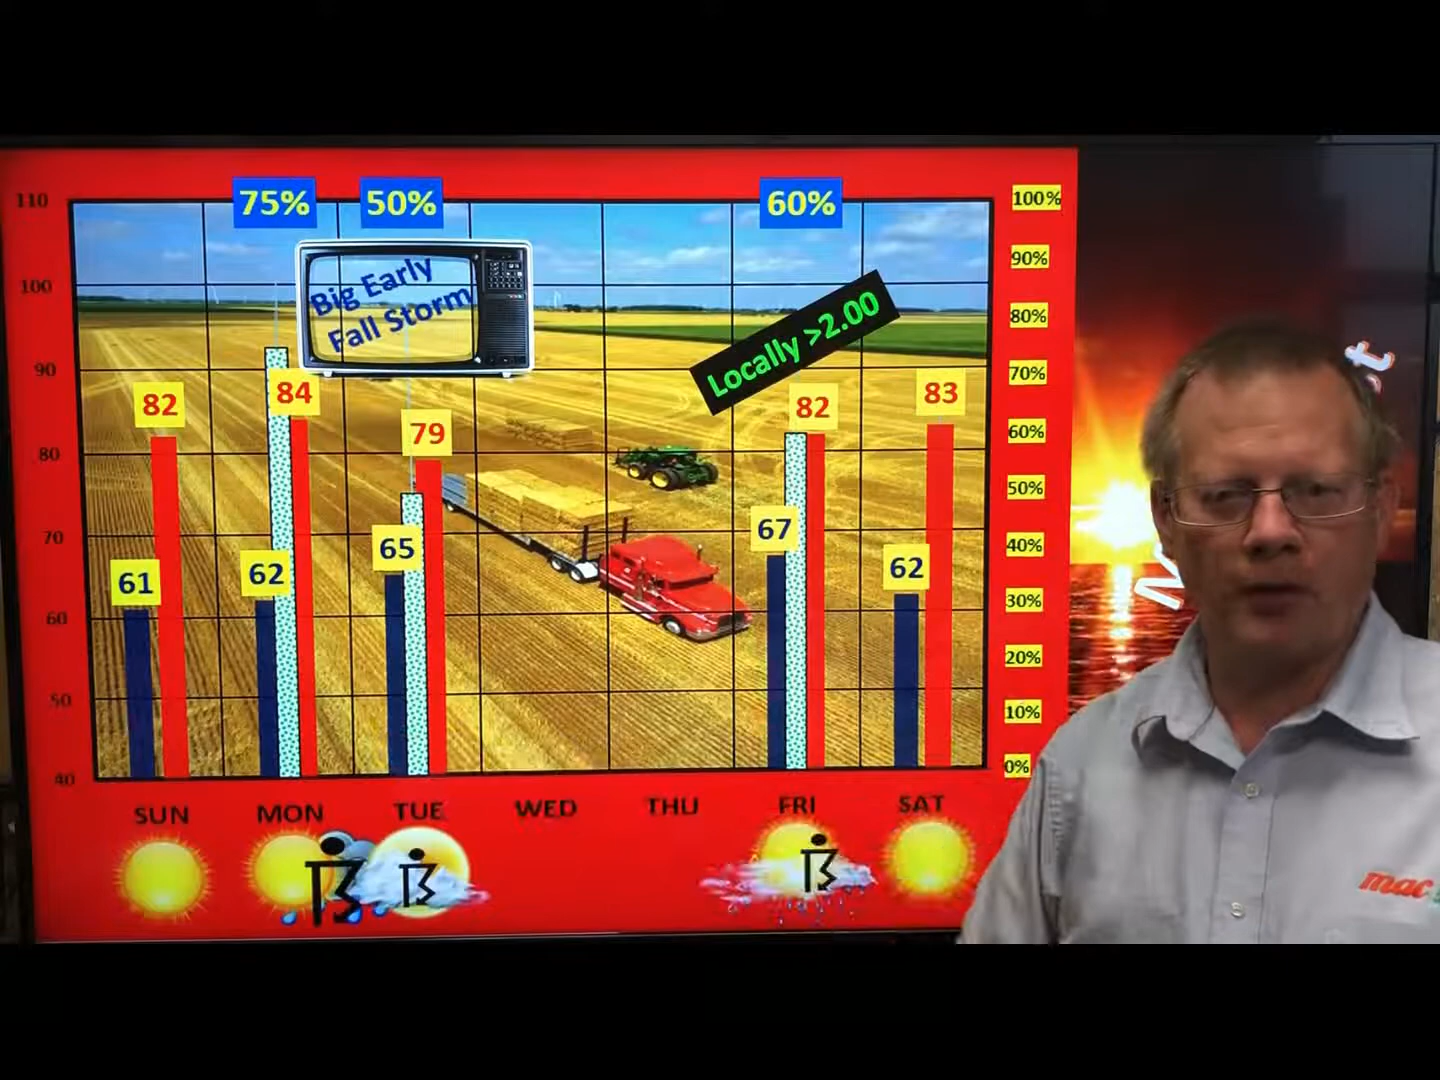 75% 50% 60%
110 100%
90%
100 80%
90 70%
80 60%
50%
70 40%
60 30%
20%
50 10%
40 0%
Big Early
Fall Storm
Locally >2.00
82 84 79 82 83
61 62 65 67 62
SUN MON TUE WED THU FRI SAT
mac